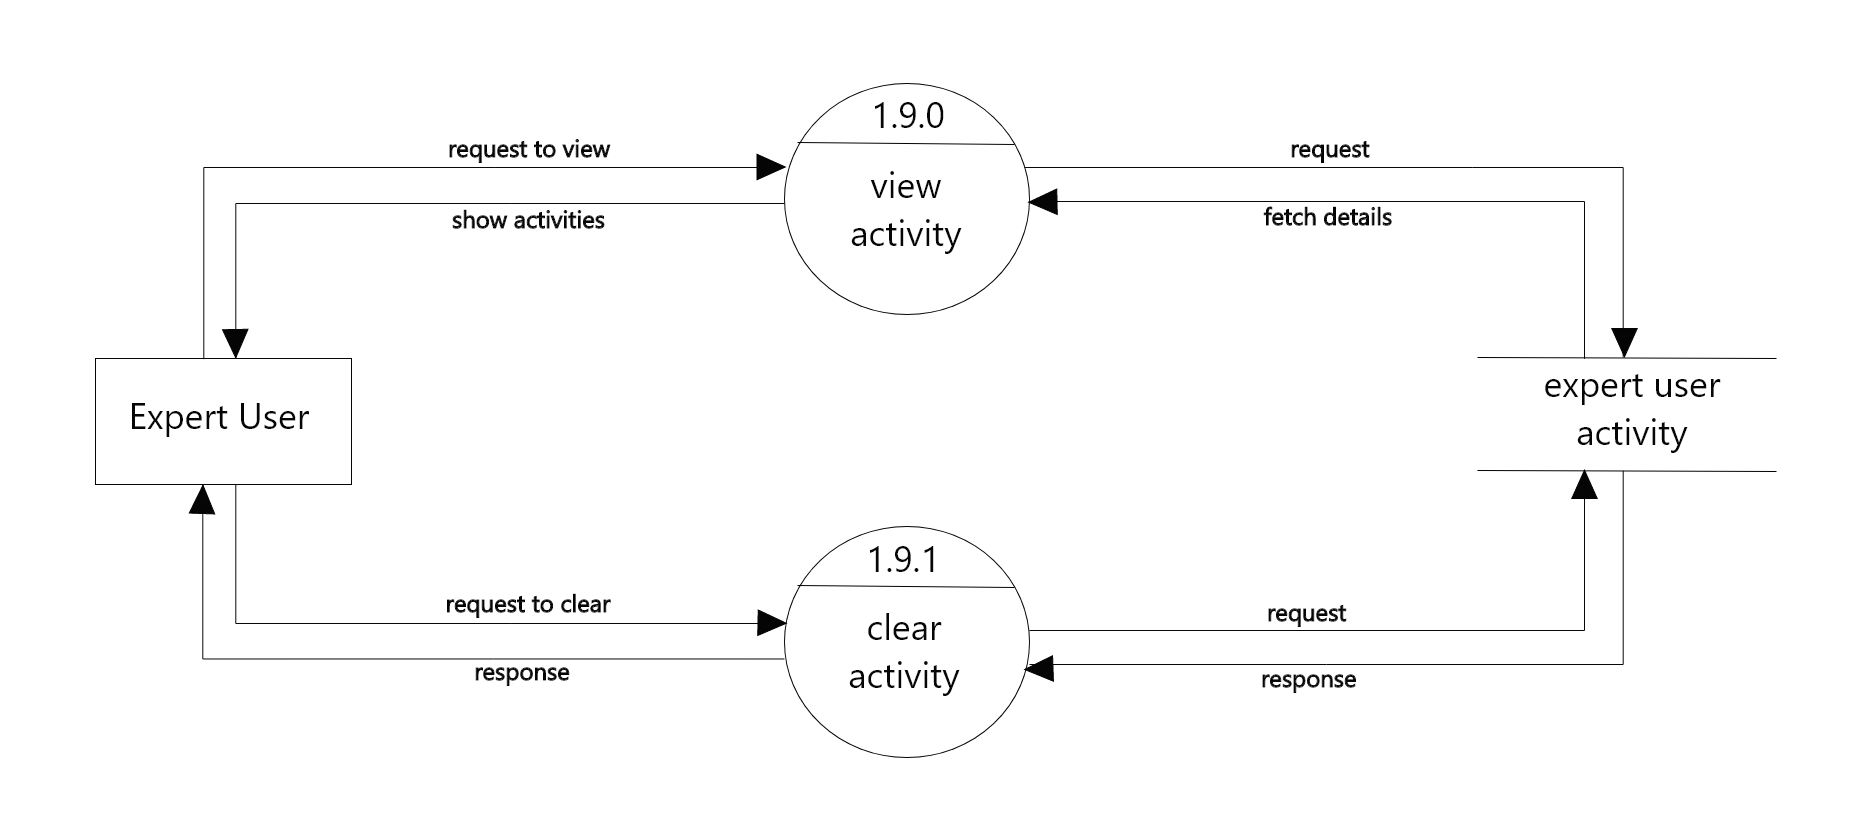 1.9.0
request to view
request
view
activity
show activities
fetch details
Expert User
expert user
activity
1.9.1
request to clear
request
clear
activity
response
response